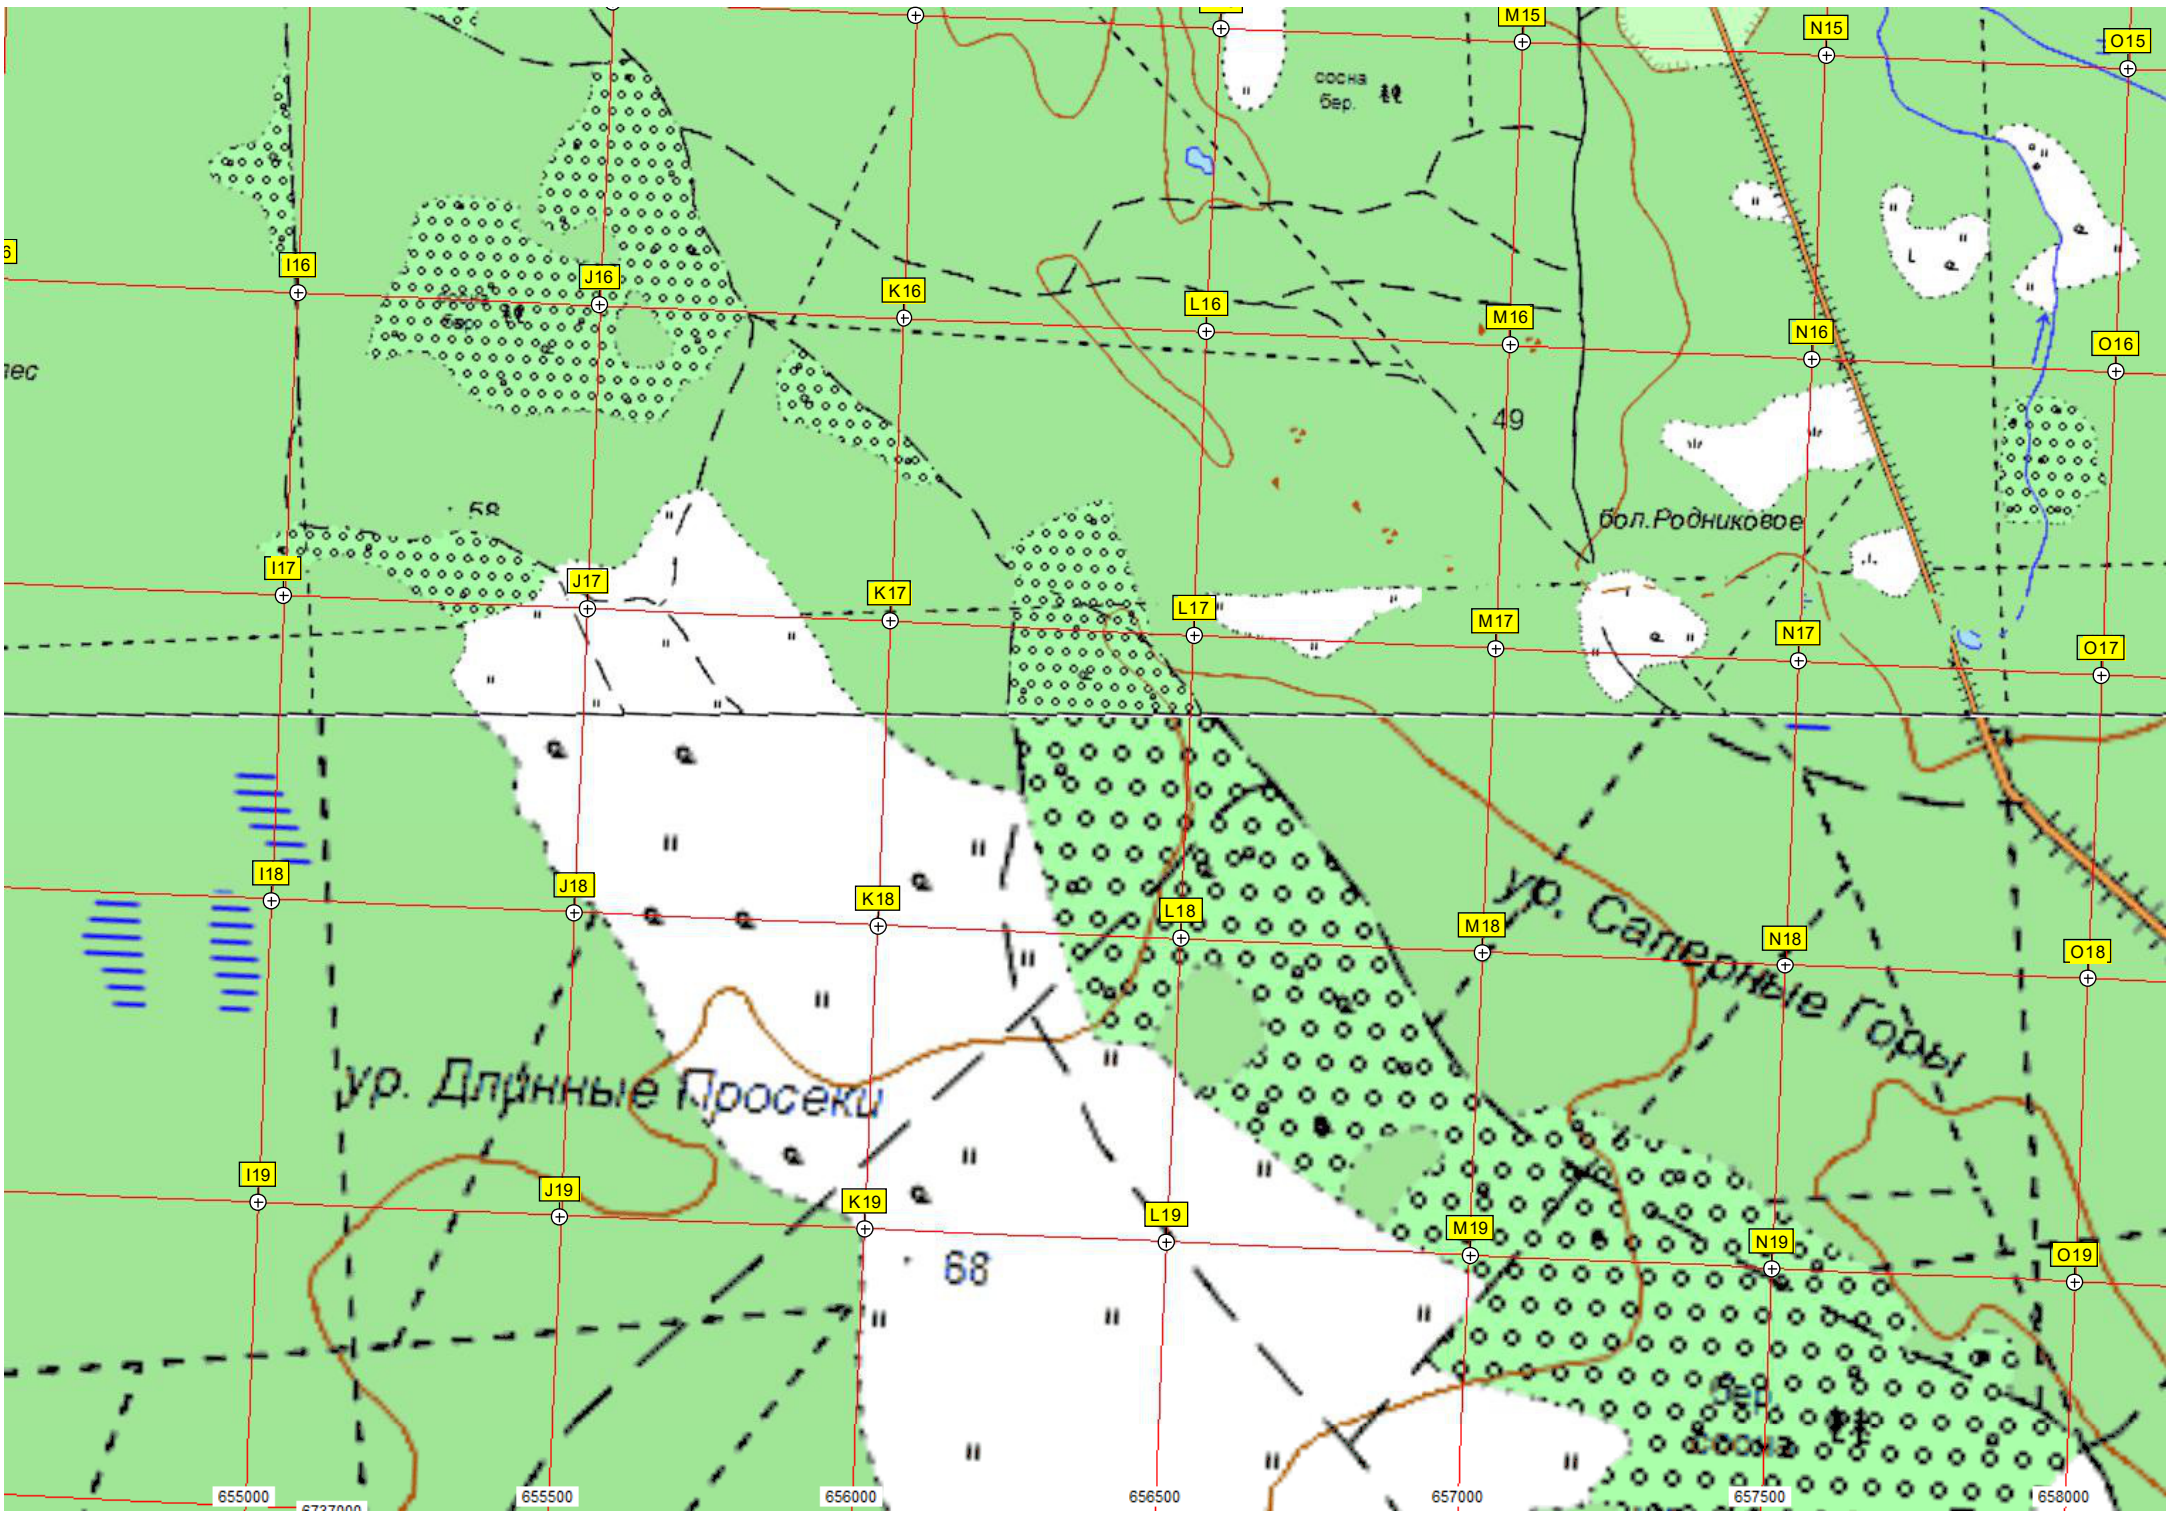 M15
N15
O15
сосна
бер.
6
I16
J16
K16
L16
M16
N16
O16
49
58
бол.Родниковое
I17
J17
K17
L17
M17
N17
O17
I18
J18
K18
L18
M18
N18
O18
ур. Саперные Горы
ур. Длинные Просеки
I19
J19
K19
L19
M19
N19
O19
68
бер.
сосна
655000
655500
656000
656500
657000
657500
658000
6737000